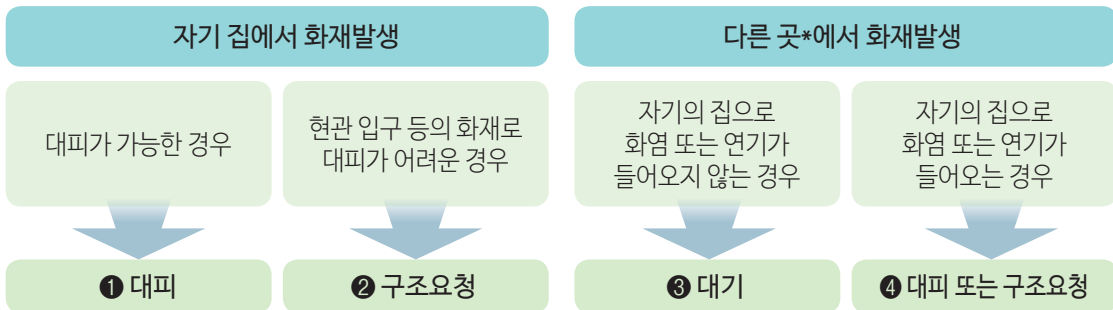 자기 집에서 화재발생
다른 곳*에서 화재발생
대피가 가능한 경우
현관 입구 등의 화재로
대피가 어려운 경우
자기의 집으로
화염 또는 연기가
들어오지 않는 경우
자기의 집으로
화염 또는 연기가
들어오는 경우
❶ 대피
❷ 구조요청
❸ 대기
❹ 대피 또는 구조요청